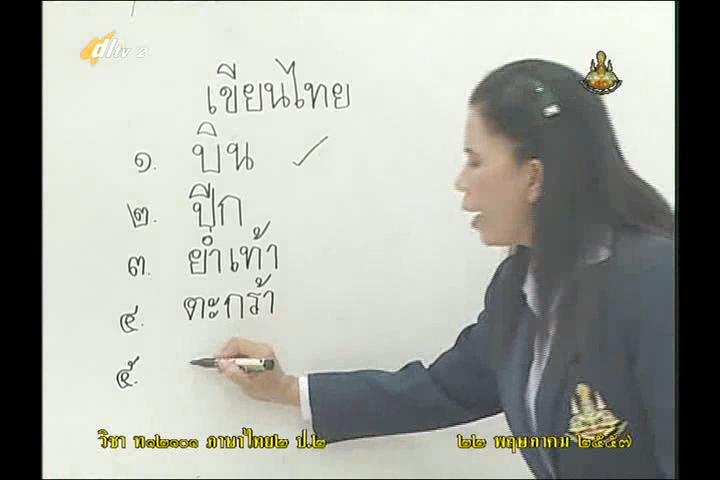 dltv 2
เขียนไทย
๑. บิน ✓
๒. ปีก
๓. ย่ำเท้า
๔. ตะกร้า
๕.
วิชา ท๑๒๑๐๑ ภาษาไทย๒ ป.๒
๒๒ พฤษภาคม ๒๕๕๗